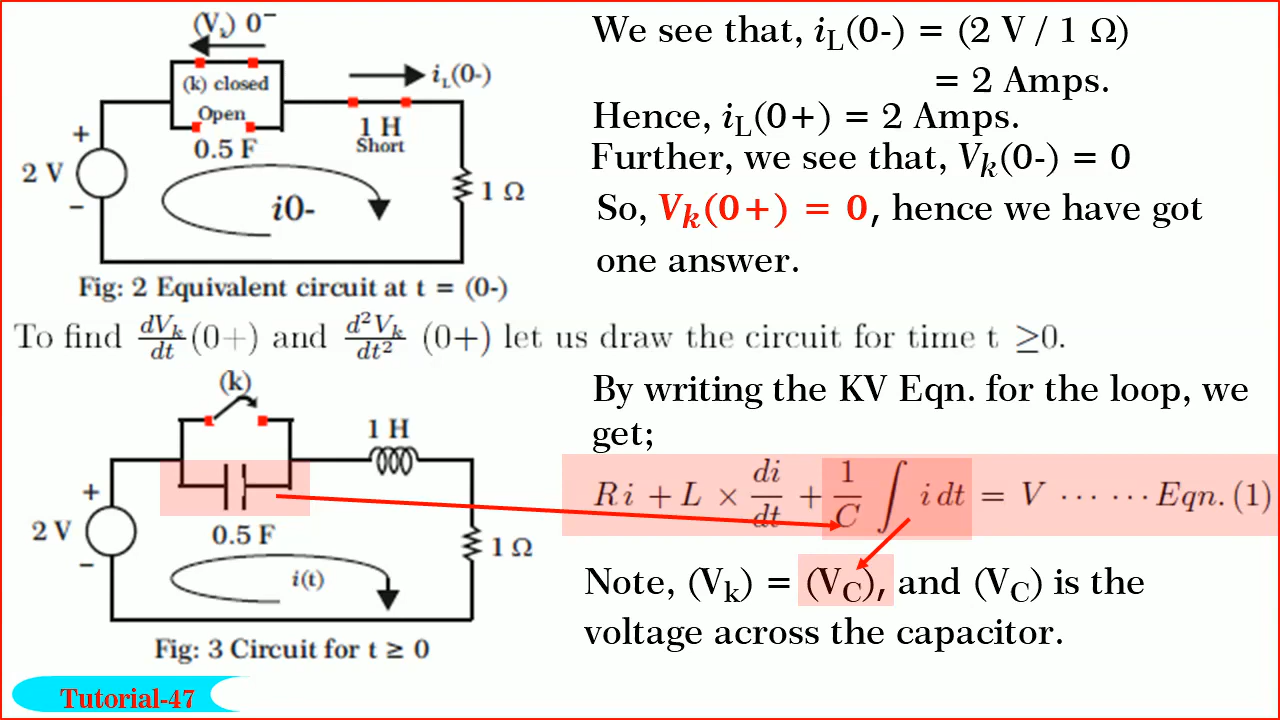 (Vₖ) 0⁻
(k) closed
Open
0.5 F
iL(0-)
1 H
Short
+
2 V
−
1 Ω
i0-
Fig: 2 Equivalent circuit at t = (0-)
We see that, iL(0-) = (2 V / 1 Ω)
= 2 Amps.
Hence, iL(0+) = 2 Amps.
Further, we see that, Vk(0-) = 0
So, Vk(0+) = 0, hence we have got
one answer.
To find dVk/dt (0+) and d²Vk/dt² (0+) let us draw the circuit for time t ≥0.
(k)
1 H
+
2 V
−
0.5 F
1 Ω
i(t)
Fig: 3 Circuit for t ≥ 0
By writing the KV Eqn. for the loop, we
get;
Ri + L × di/dt + 1/C ∫ i dt = V ⋯ ⋯ Eqn. (1)
Note, (Vk) = (VC), and (VC) is the
voltage across the capacitor.
Tutorial-47